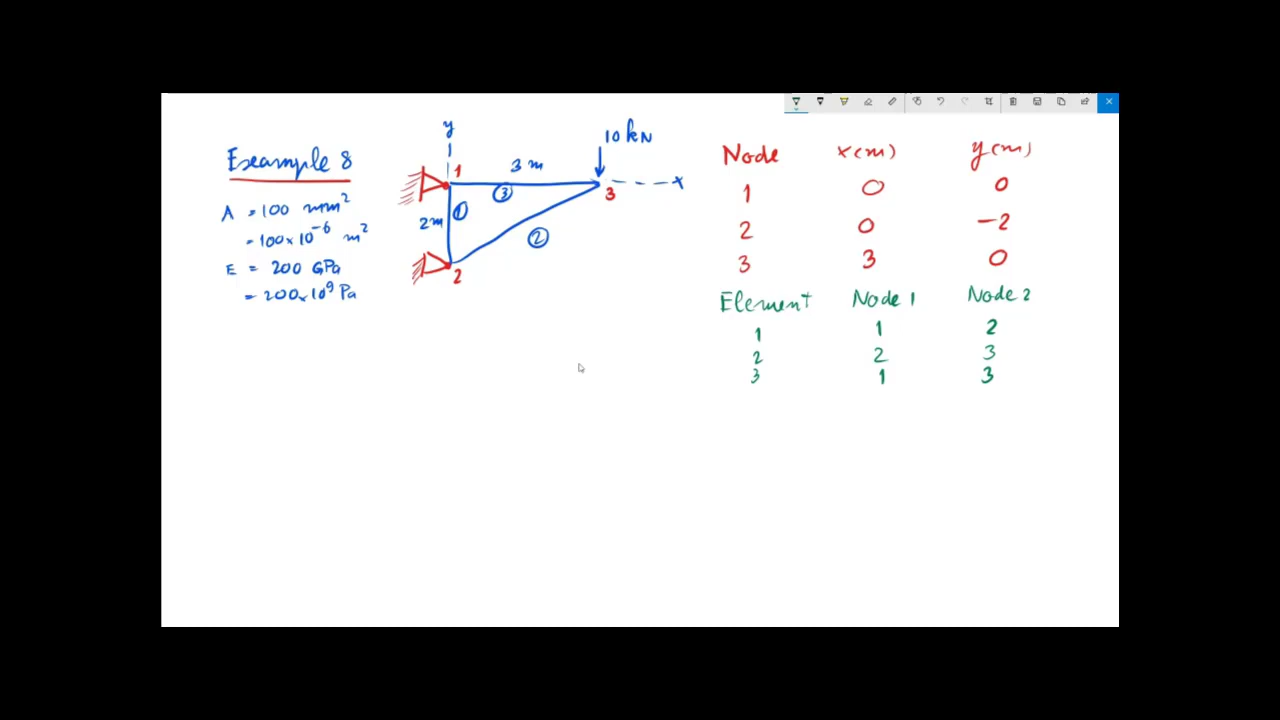 Example 8
A = 100 mm²
= 100 × 10⁻⁶ m²
E = 200 GPa
= 200 × 10⁹ Pa
y
1
3 m
10 kN
x
3
③
①
2 m
②
2
Node x(m) y(m)
1 0 0
2 0 -2
3 3 0
Element Node 1 Node 2
1 1 2
2 2 3
3 1 3